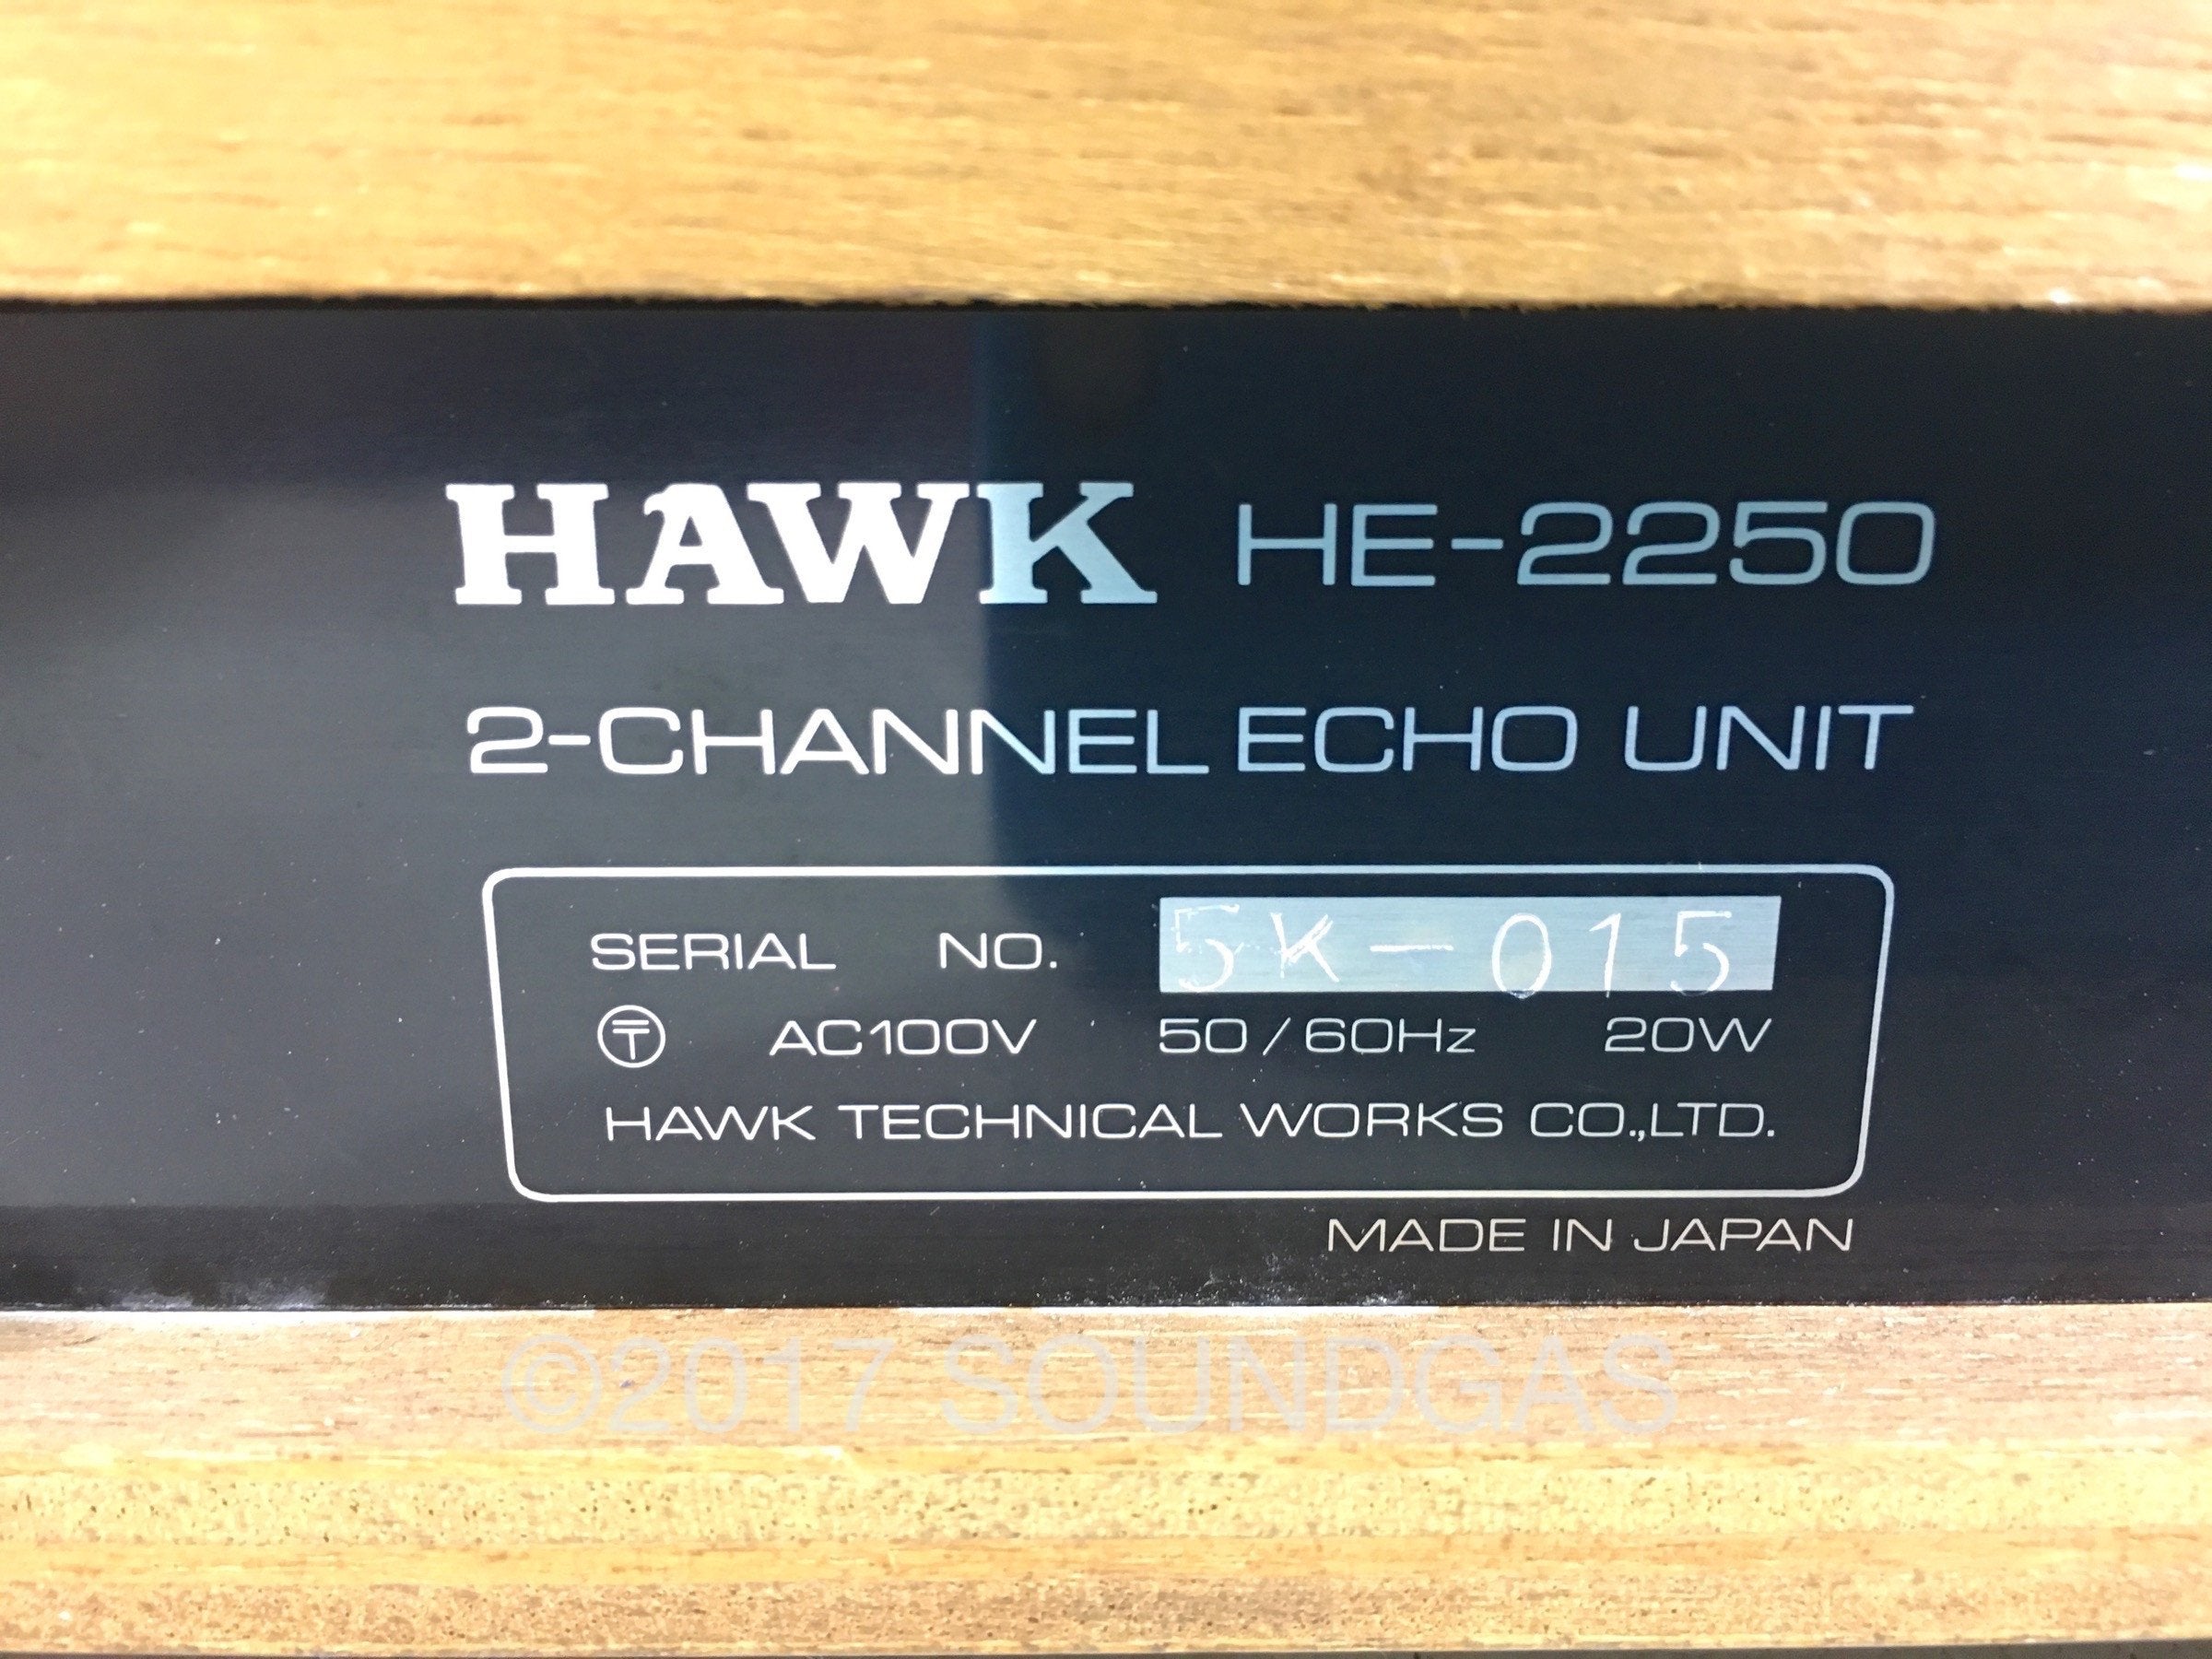 HAWK HE-2250
2-CHANNEL ECHO UNIT
SERIAL NO. 5K-015
〶 AC100V 50/60Hz 20W
HAWK TECHNICAL WORKS CO.,LTD.
MADE IN JAPAN
©2017 SOUNDGAS